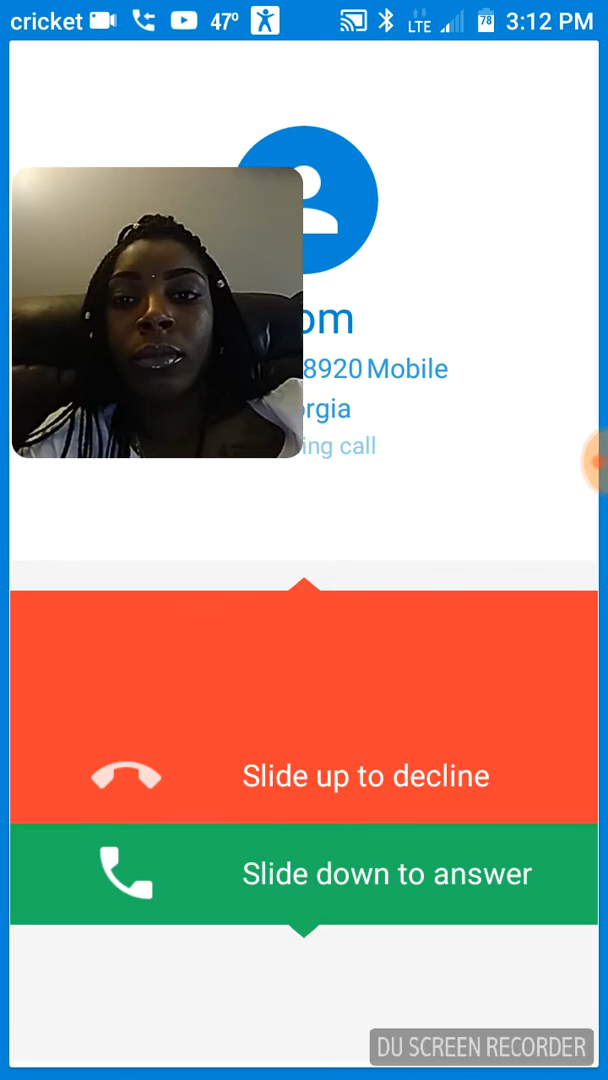 cricket 47° LTE 78 3:12 PM
om
8920 Mobile
orgia
ing call
Slide up to decline
Slide down to answer
DU SCREEN RECORDER